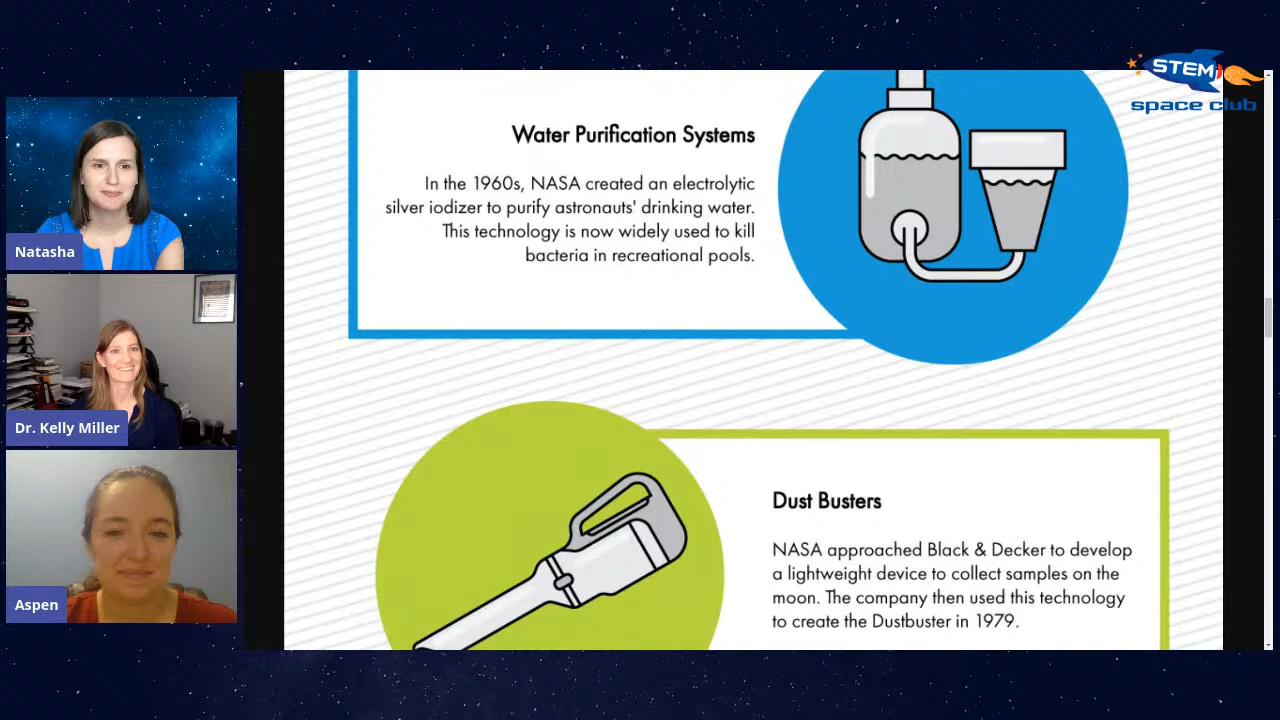 STEM
space club
Natasha
Dr. Kelly Miller
Aspen
Water Purification Systems
In the 1960s, NASA created an electrolytic
silver iodizer to purify astronauts' drinking water.
This technology is now widely used to kill
bacteria in recreational pools.
Dust Busters
NASA approached Black & Decker to develop
a lightweight device to collect samples on the
moon. The company then used this technology
to create the Dustbuster in 1979.